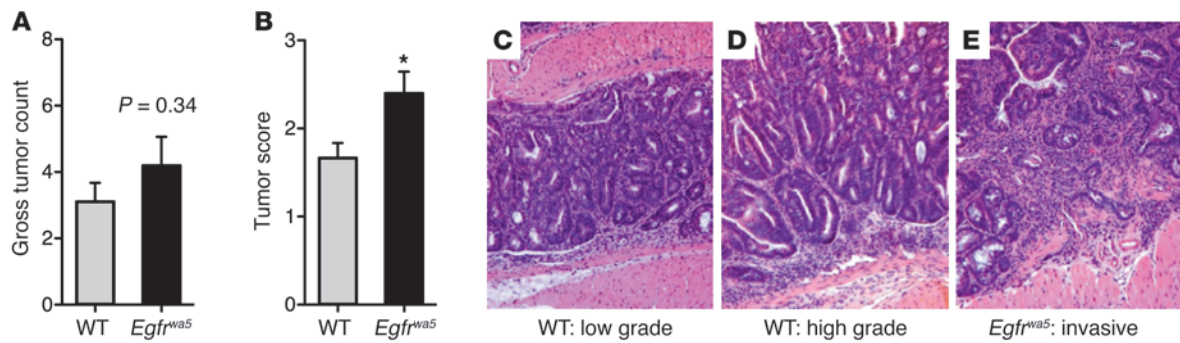 A
Gross tumor count
8
6
4
2
0
P = 0.34
WT
Egfrwa5
B
Tumor score
3
2
1
0
*
WT
Egfrwa5
C
WT: low grade
D
WT: high grade
E
Egfrwa5: invasive